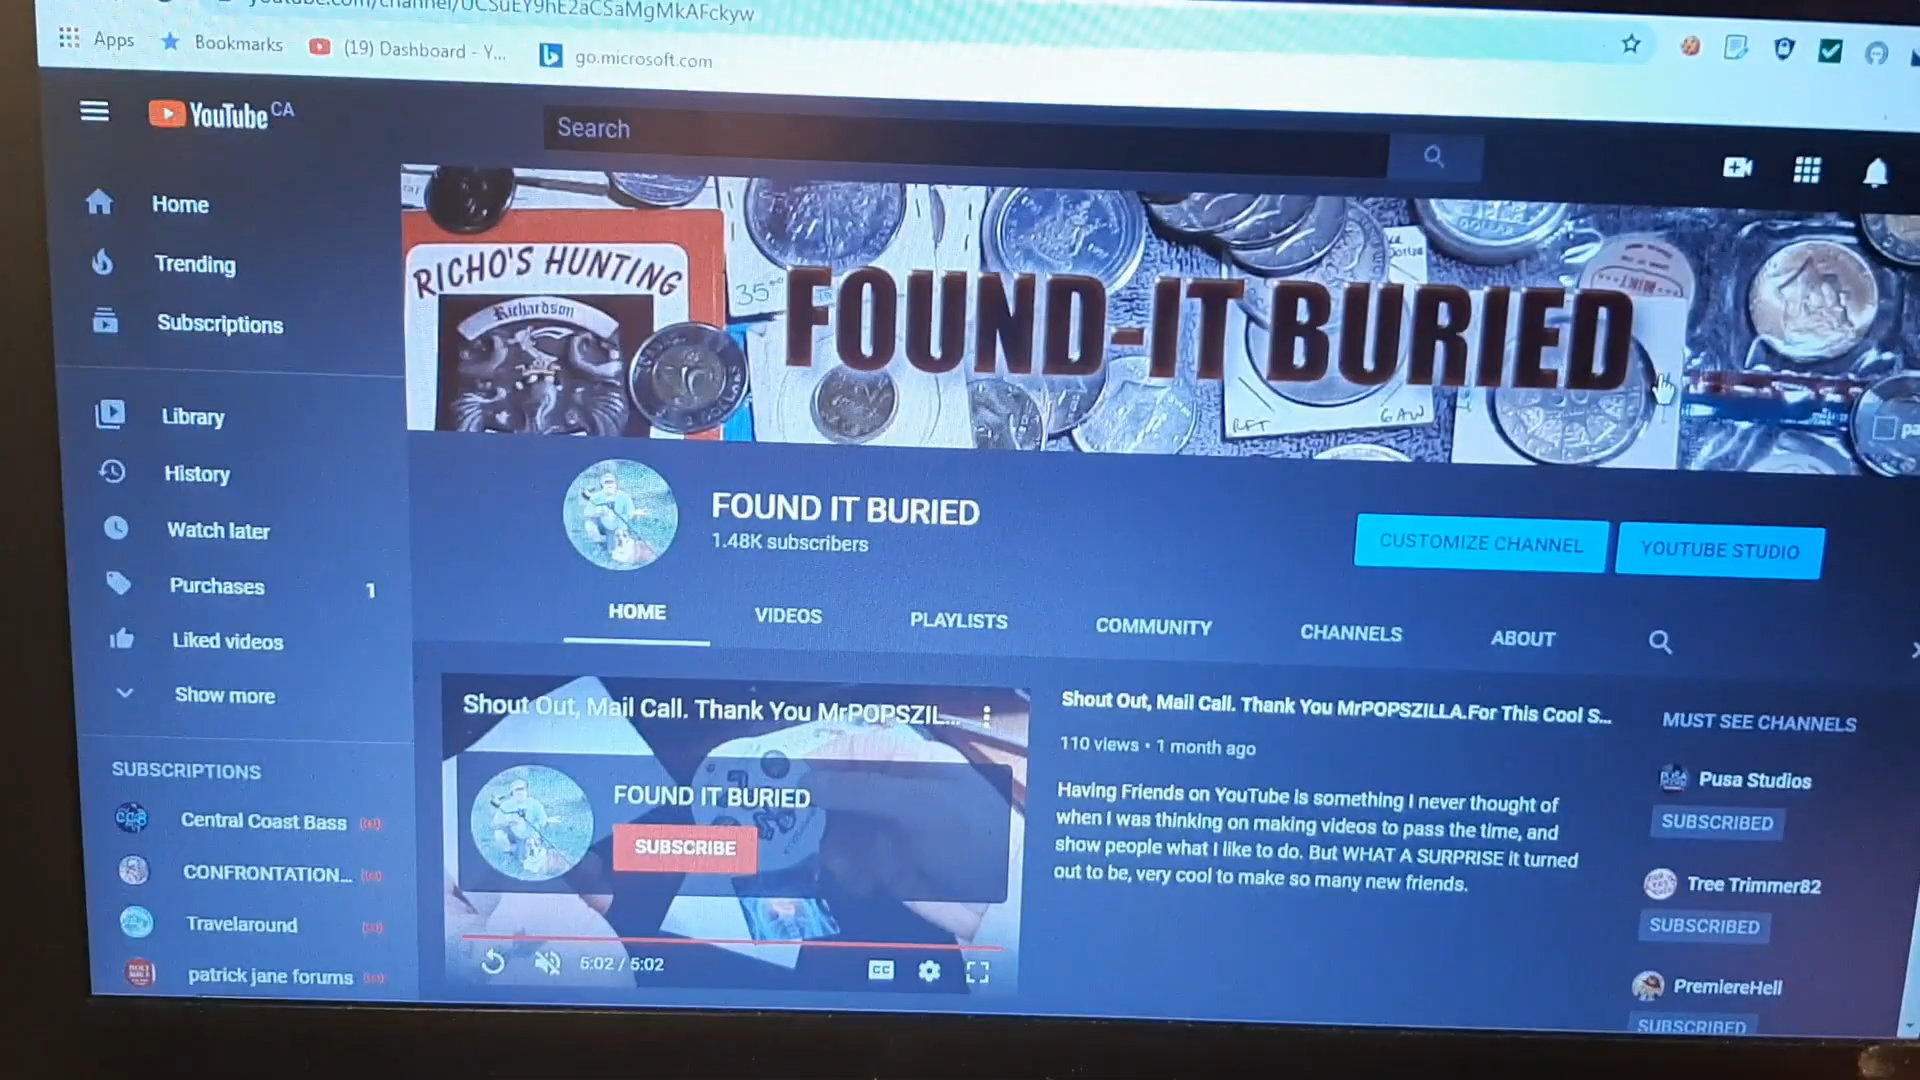 youtube.com/channel/UCSuEY9hE2aCSaMgMkAFckyw
Apps
Bookmarks
(19) Dashboard - Y...
go.microsoft.com
YouTube CA
Search
Home
Trending
Subscriptions
Library
History
Watch later
Purchases 1
Liked videos
Show more
SUBSCRIPTIONS
Central Coast Bass
CONFRONTATION...
Travelaround
patrick jane forums
RICHO'S HUNTING
Richardson
35
FOUND-IT BURIED
RFT
GAW
FOUND IT BURIED
1.48K subscribers
CUSTOMIZE CHANNEL
YOUTUBE STUDIO
HOME
VIDEOS
PLAYLISTS
COMMUNITY
CHANNELS
ABOUT
Shout Out, Mail Call. Thank You MrPOPSZIL...
FOUND IT BURIED
SUBSCRIBE
5:02 / 5:02
CC
Shout Out, Mail Call. Thank You MrPOPSZILLA.For This Cool S...
110 views • 1 month ago
Having Friends on YouTube is something I never thought of
when I was thinking on making videos to pass the time, and
show people what I like to do. But WHAT A SURPRISE it turned
out to be, very cool to make so many new friends.
MUST SEE CHANNELS
Pusa Studios
SUBSCRIBED
Tree Trimmer82
SUBSCRIBED
PremiereHell
SUBSCRIBED